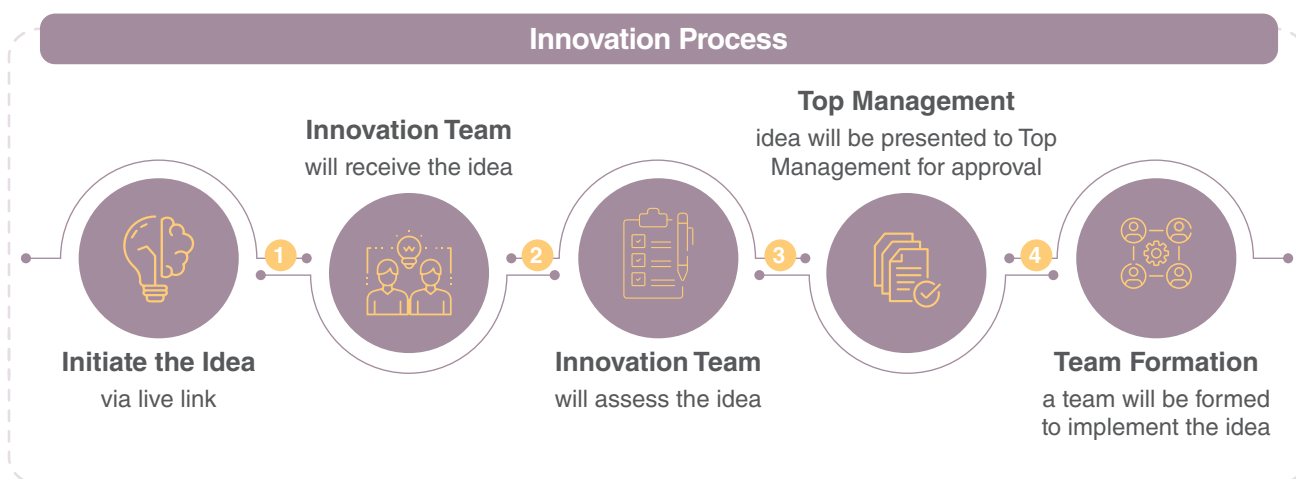 Innovation Process
Initiate the Idea
via live link
1
Innovation Team
will receive the idea
2
Innovation Team
will assess the idea
3
Top Management
idea will be presented to Top
Management for approval
4
Team Formation
a team will be formed
to implement the idea